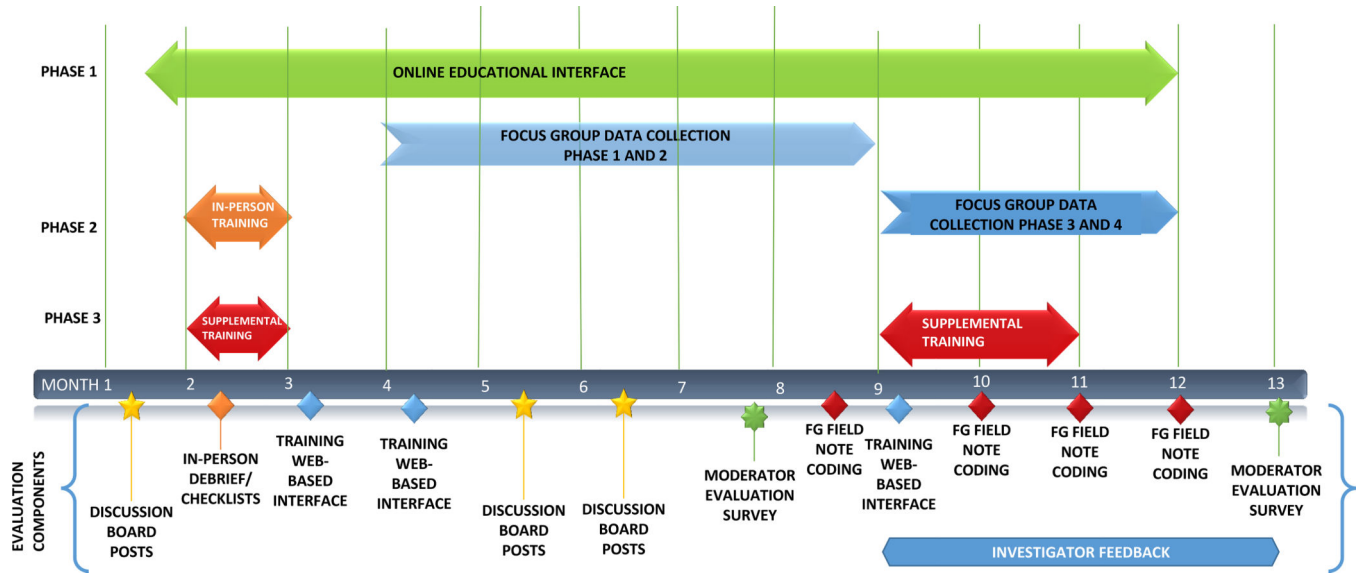 PHASE 1
ONLINE EDUCATIONAL INTERFACE
FOCUS GROUP DATA COLLECTION
PHASE 1 AND 2
PHASE 2
IN-PERSON
TRAINING
FOCUS GROUP DATA
COLLECTION PHASE 3 AND 4
PHASE 3
SUPPLEMENTAL
TRAINING
SUPPLEMENTAL
TRAINING
MONTH 1 2 3 4 5 6 7 8 9 10 11 12 13
EVALUATION
COMPONENTS
DISCUSSION
BOARD
POSTS
IN-PERSON
DEBRIEF/
CHECKLISTS
TRAINING
WEB-
BASED
INTERFACE
TRAINING
WEB-
BASED
INTERFACE
DISCUSSION
BOARD
POSTS
DISCUSSION
BOARD
POSTS
MODERATOR
EVALUATION
SURVEY
FG FIELD
NOTE
CODING
TRAINING
WEB-
BASED
INTERFACE
FG FIELD
NOTE
CODING
FG FIELD
NOTE
CODING
FG FIELD
NOTE
CODING
MODERATOR
EVALUATION
SURVEY
INVESTIGATOR FEEDBACK